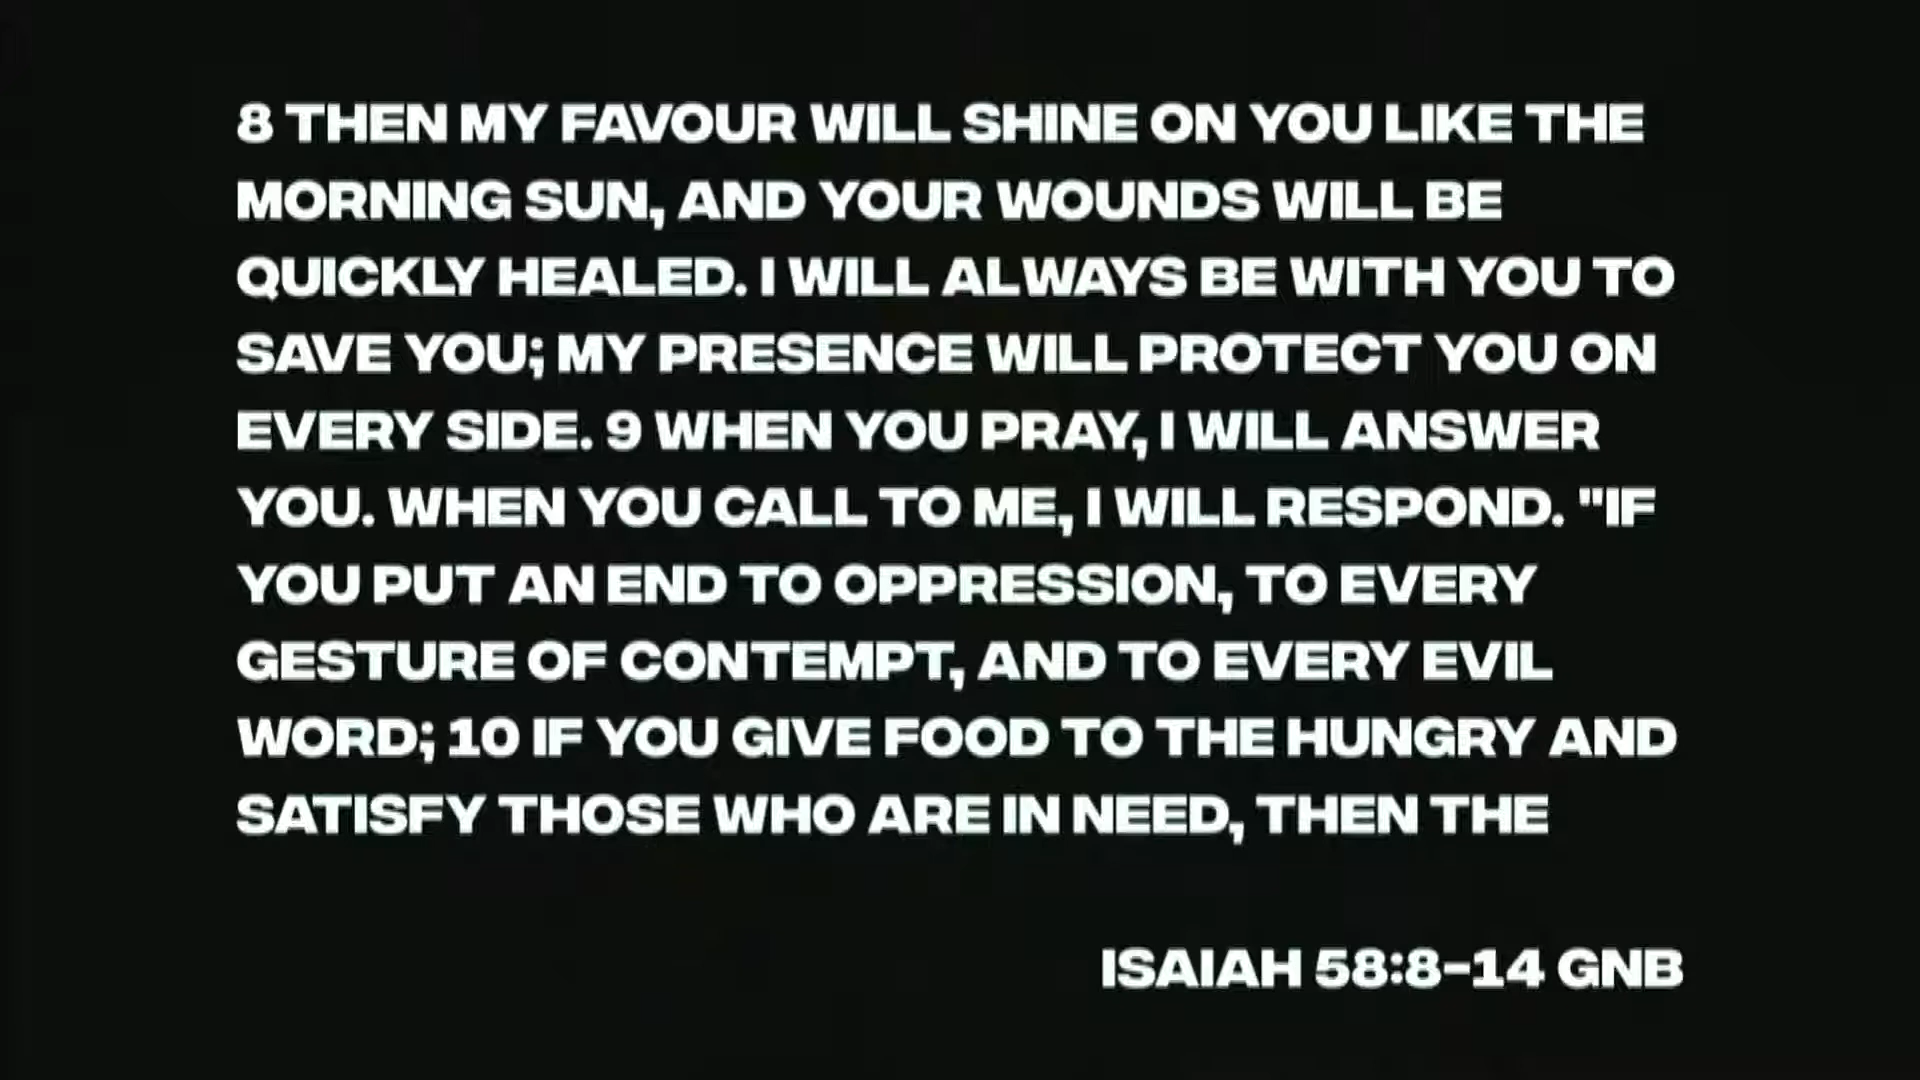 8 THEN MY FAVOUR WILL SHINE ON YOU LIKE THE
MORNING SUN, AND YOUR WOUNDS WILL BE
QUICKLY HEALED. I WILL ALWAYS BE WITH YOU TO
SAVE YOU; MY PRESENCE WILL PROTECT YOU ON
EVERY SIDE. 9 WHEN YOU PRAY, I WILL ANSWER
YOU. WHEN YOU CALL TO ME, I WILL RESPOND. "IF
YOU PUT AN END TO OPPRESSION, TO EVERY
GESTURE OF CONTEMPT, AND TO EVERY EVIL
WORD; 10 IF YOU GIVE FOOD TO THE HUNGRY AND
SATISFY THOSE WHO ARE IN NEED, THEN THE
ISAIAH 58:8-14 GNB